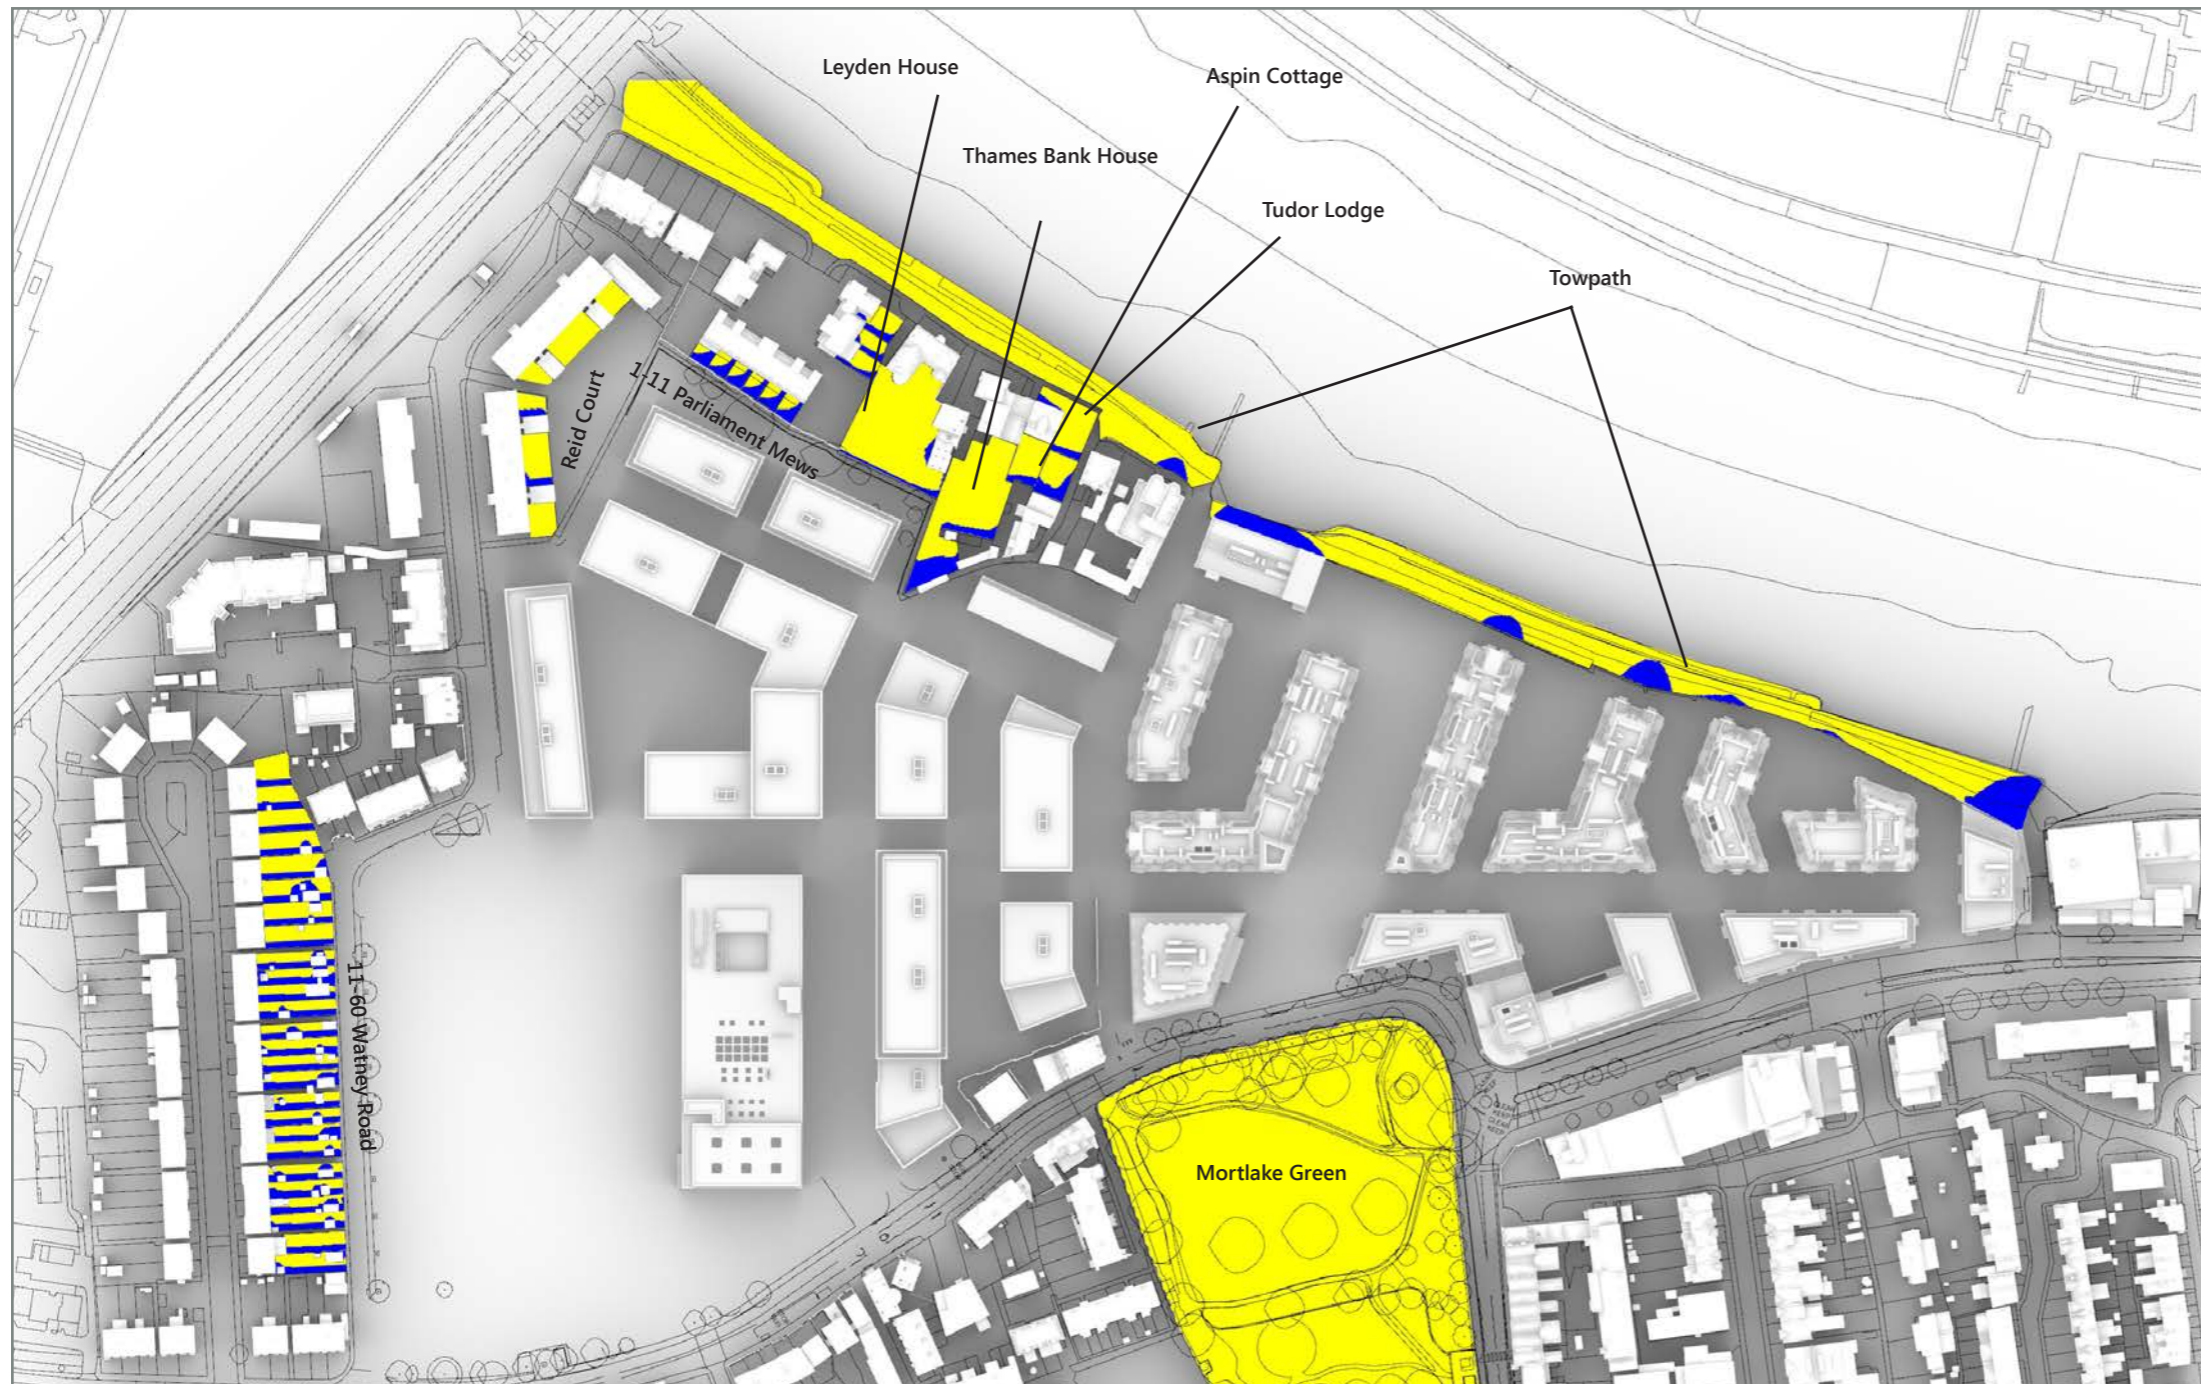 Leyden House
Aspin Cottage
Thames Bank House
Tudor Lodge
Towpath
Reid Court
1-11 Parliament Mews
11-60 Watney Road
Mortlake Green